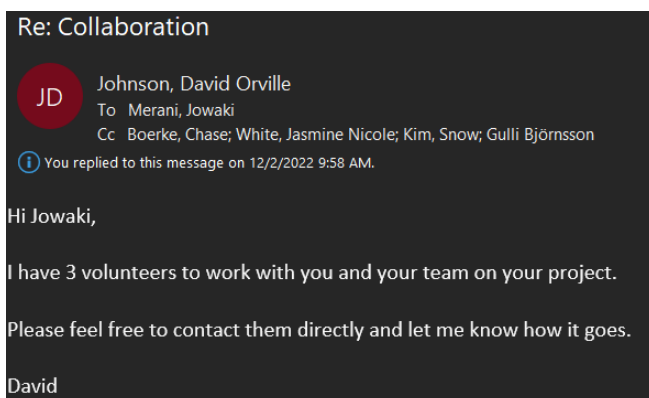 Re: Collaboration
JD
Johnson, David Orville
To Merani, Jowaki
Cc Boerke, Chase; White, Jasmine Nicole; Kim, Snow; Gulli Björnsson
i You replied to this message on 12/2/2022 9:58 AM.
Hi Jowaki,
I have 3 volunteers to work with you and your team on your project.
Please feel free to contact them directly and let me know how it goes.
David